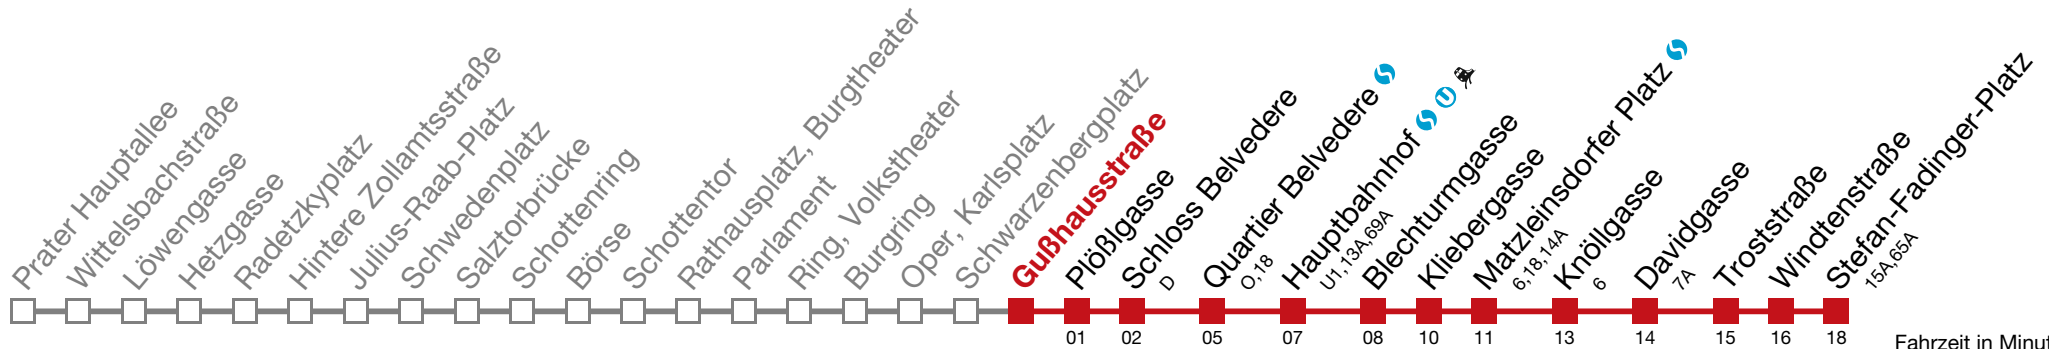 Prater Hauptallee
Wittelsbachstraße
Löwengasse
Hetzgasse
Radetzkyplatz
Hintere Zollamtsstraße
Julius-Raab-Platz
Schwedenplatz
Salztorbrücke
Schottenring
Börse
Schottentor
Rathausplatz, Burgtheater
Parlament
Ring, Volkstheater
Burgring
Oper, Karlsplatz
Schwarzenbergplatz
Gußhausstraße
Plößlgasse
Schloss Belvedere
D
Quartier Belvedere S
O, 18
Hauptbahnhof S U
U1, 13A, 69A
Blechturmgasse
Kliebergasse
Matzleinsdorfer Platz S
6, 18, 14A
Knöllgasse
6
Davidgasse
7A
Troststraße
Windtenstraße
Stefan-Fadinger-Platz
15A, 65A
01 02 05 07 08 10 11 13 14 15 16 18
Fahrzeit in Minut